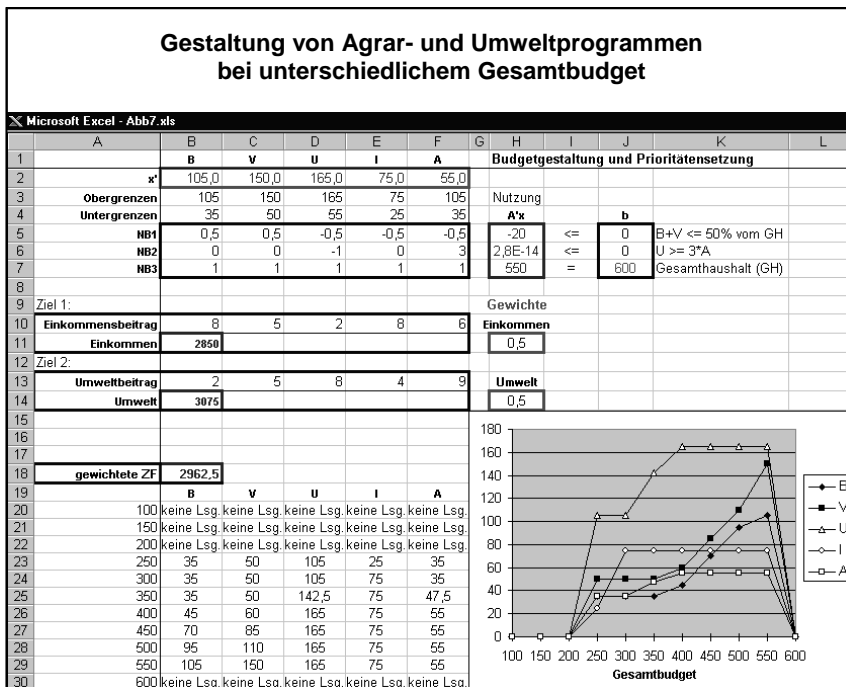 Gestaltung von Agrar- und Umweltprogrammen
bei unterschiedlichem Gesamtbudget
Microsoft Excel - Abb7.xls
A B C D E F G H I J K L
1 B V U I A Budgetgestaltung und Prioritätensetzung
2 x' 105,0 150,0 165,0 75,0 55,0
3 Obergrenzen 105 150 165 75 105 Nutzung
4 Untergrenzen 35 50 55 25 35 A'x b
5 NB1 0,5 0,5 -0,5 -0,5 -0,5 -20 <= 0 B+V <= 50% vom GH
6 NB2 0 0 -1 0 3 2,8E-14 <= 0 U >= 3*A
7 NB3 1 1 1 1 1 550 = 600 Gesamthaushalt (GH)
8
9 Ziel 1: Gewichte
10 Einkommensbeitrag 8 5 2 8 6 Einkommen
11 Einkommen 2850 0,5
12 Ziel 2:
13 Umweltbeitrag 2 5 8 4 9 Umwelt
14 Umwelt 3075 0,5
15
16
17
18 gewichtete ZF 2962,5
19 B V U I A
20 100 keine Lsg. keine Lsg. keine Lsg. keine Lsg. keine Lsg.
21 150 keine Lsg. keine Lsg. keine Lsg. keine Lsg. keine Lsg.
22 200 keine Lsg. keine Lsg. keine Lsg. keine Lsg. keine Lsg.
23 250 35 50 105 25 35
24 300 35 50 105 75 35
25 350 35 50 142,5 75 47,5
26 400 45 60 165 75 55
27 450 70 85 165 75 55
28 500 95 110 165 75 55
29 550 105 150 165 75 55
30 600 keine Lsg. keine Lsg. keine Lsg. keine Lsg. keine Lsg.
180
160
140
120
100
80
60
40
20
0
100 150 200 250 300 350 400 450 500 550 600
Gesamtbudget
B
V
U
I
A